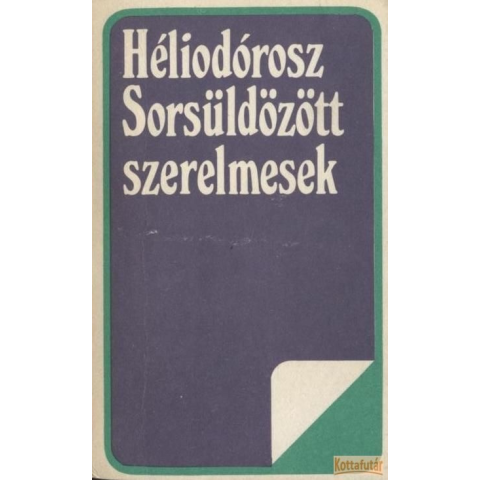 Héliodórosz
Sorsüldözött
szerelmesek
Kottafutár